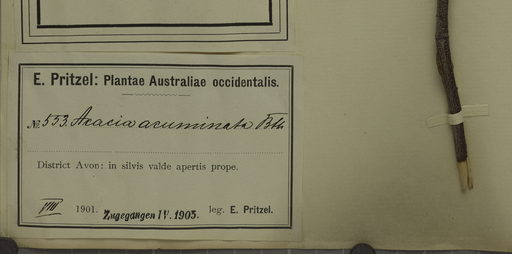 E. Pritzel: Plantae Australiae occidentalis.
№ 553. Acacia acuminata Bth
District Avon: in silvis valde apertis prope.
VIII 1901. Zugegangen IV. 1903. leg. E. Pritzel.